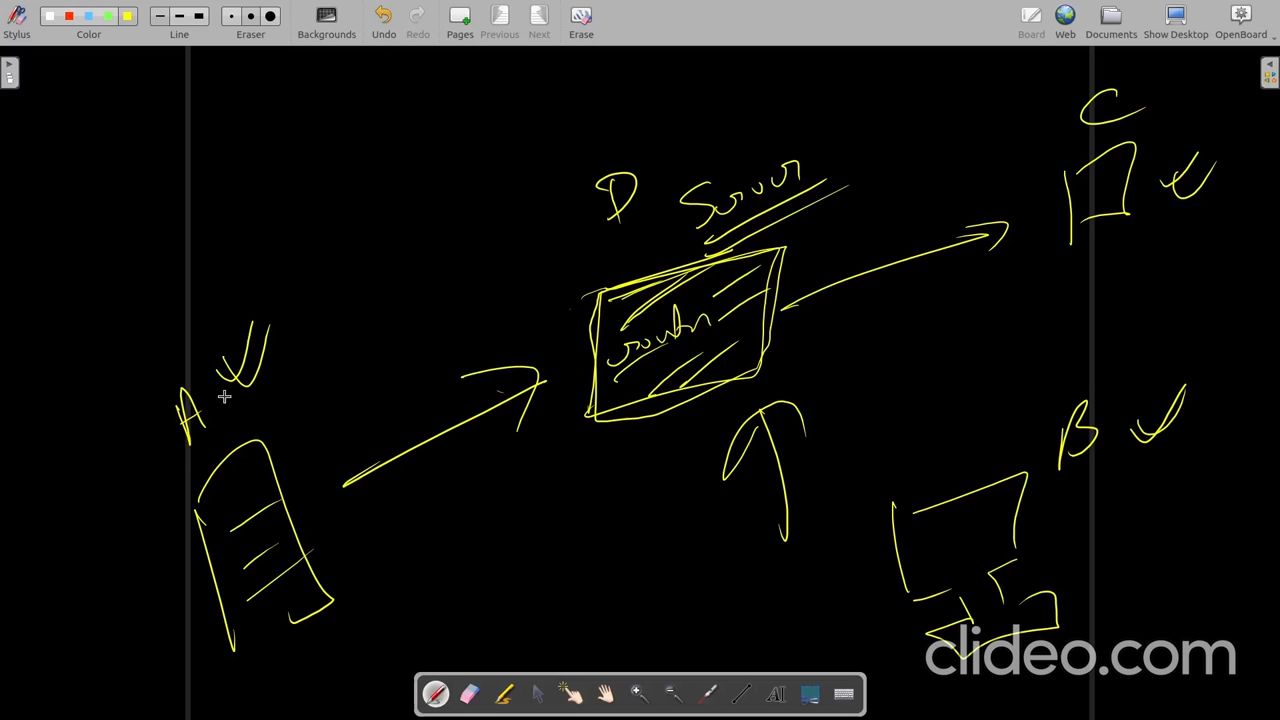 Stylus
Color
Line
Eraser
Backgrounds
Undo
Redo
Pages
Previous
Next
Erase
Board
Web
Documents
Show Desktop
OpenBoard
C
D
A
B
clideo.com
AI